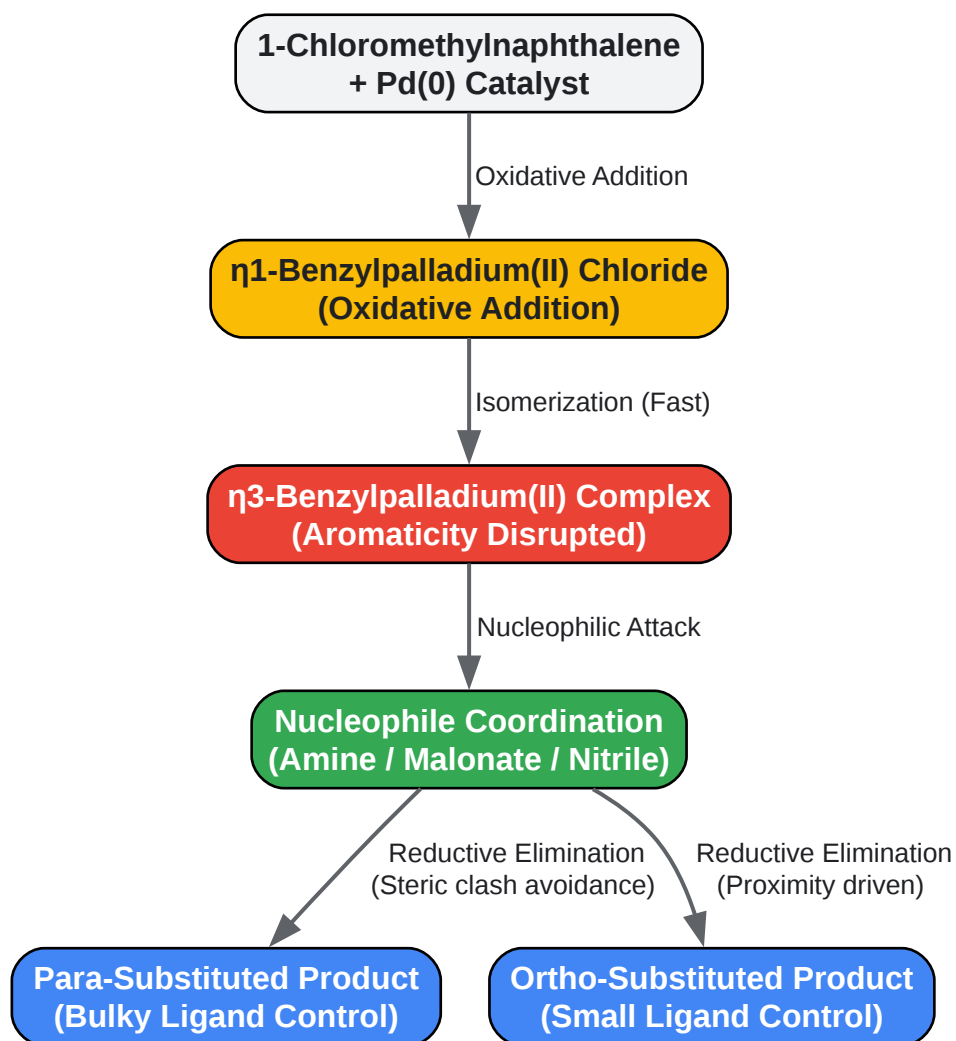 1-Chloromethylnaphthalene
+ Pd(0) Catalyst
Oxidative Addition
η1-Benzylpalladium(II) Chloride
(Oxidative Addition)
Isomerization (Fast)
η3-Benzylpalladium(II) Complex
(Aromaticity Disrupted)
Nucleophilic Attack
Nucleophile Coordination
(Amine / Malonate / Nitrile)
Reductive Elimination
(Steric clash avoidance)
Reductive Elimination
(Proximity driven)
Para-Substituted Product
(Bulky Ligand Control)
Ortho-Substituted Product
(Small Ligand Control)